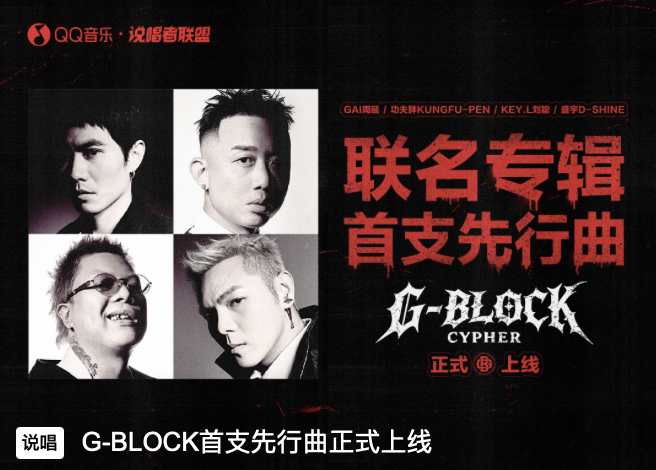 QQ音乐·说唱者联盟
GAI周延 / 功夫胖KUNGFU-PEN / KEY.L刘聪 / 盛宇D-SHINE
联名专辑
首支先行曲
G-BLOCK
CYPHER
正式 上线
说唱 G-BLOCK首支先行曲正式上线